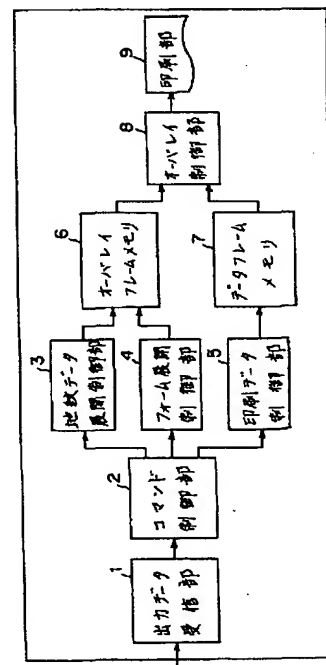 1
出力データ
受信部
2
コマンド
制御部
3
地紋データ
展開制御部
4
フォーム展開
制御部
5
印刷データ
制御部
6
オーバレイ
フレームメモリ
7
データフレーム
メモリ
8
オーバレイ
制御部
9
印刷部